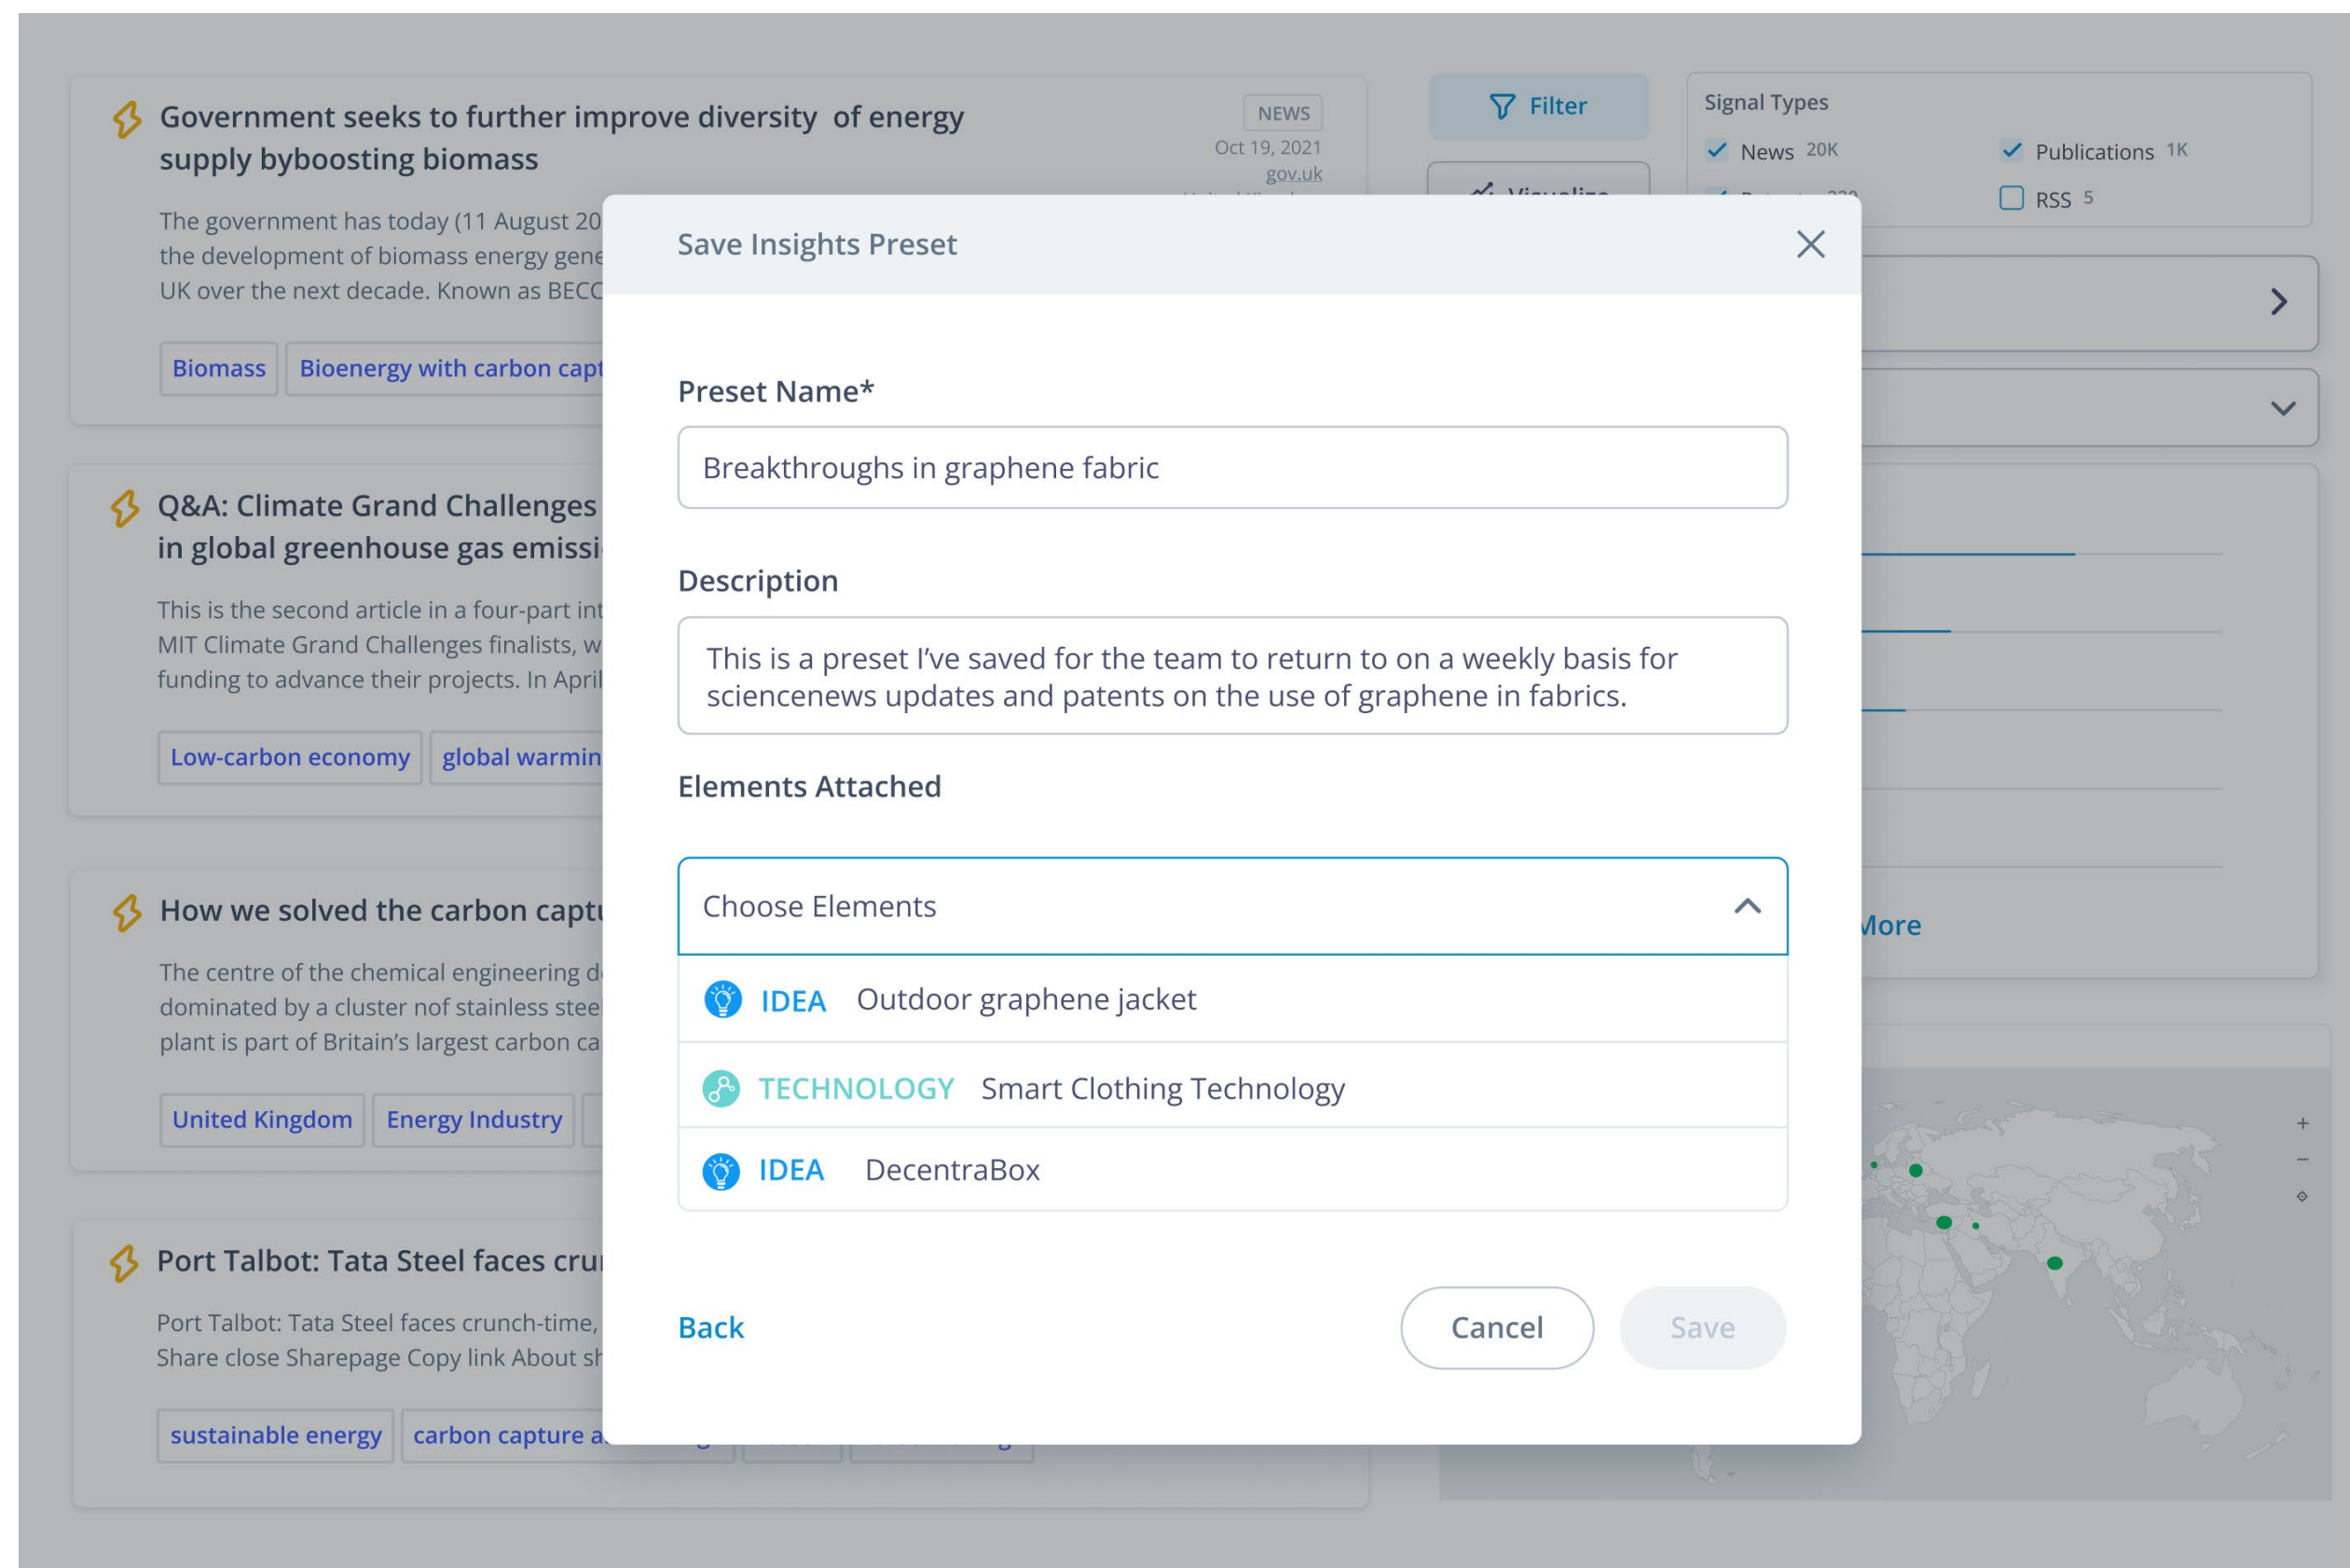 Government seeks to further improve diversity  of energy
supply byboosting biomass
NEWS
Oct 19, 2021
gov.uk
The government has today (11 August 20
the development of biomass energy gene
UK over the next decade. Known as BECC
Biomass
Bioenergy with carbon capt
Q&A: Climate Grand Challenges
in global greenhouse gas emissi
This is the second article in a four-part int
MIT Climate Grand Challenges finalists, w
funding to advance their projects. In April
Low-carbon economy
global warmin
How we solved the carbon captu
The centre of the chemical engineering d
dominated by a cluster nof stainless stee
plant is part of Britain’s largest carbon ca
United Kingdom
Energy Industry
Port Talbot: Tata Steel faces cru
Port Talbot: Tata Steel faces crunch-time,
Share close Sharepage Copy link About sh
sustainable energy
carbon capture a
Filter
Visualize
Signal Types
News 20K
Publications 1K
RSS 5
More
Save Insights Preset
Preset Name*
Breakthroughs in graphene fabric
Description
This is a preset I’ve saved for the team to return to on a weekly basis for
sciencenews updates and patents on the use of graphene in fabrics.
Elements Attached
Choose Elements
IDEA Outdoor graphene jacket
TECHNOLOGY Smart Clothing Technology
IDEA DecentraBox
Back
Cancel
Save